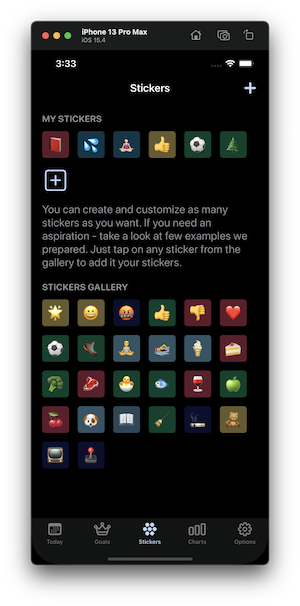 iPhone 13 Pro Max
iOS 15.4
3:33
Stickers
MY STICKERS
You can create and customize as many
stickers as you want. If you need an
aspiration - take a look at few examples we
prepared. Just tap on any sticker from the
gallery to add it your stickers.
STICKERS GALLERY
Today Goals Stickers Charts Options